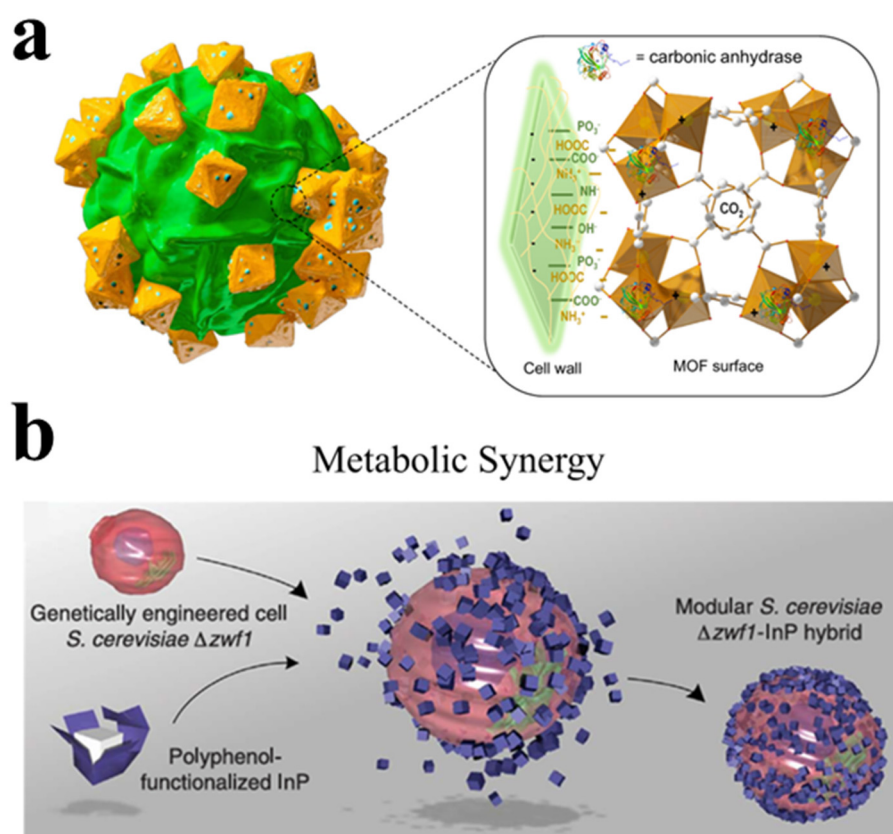 a
= carbonic anhydrase
PO₃⁻
HOOC
COO⁻
NH₃⁺
NH⁻
HOOC
OH⁻
NH₃⁺
PO₃⁻
HOOC
COO⁻
NH₃⁺
+
+
+
+
+
+
CO₂
Cell wall
MOF surface
b
Metabolic Synergy
Genetically engineered cell
S. cerevisiae Δzwf1
Polyphenol-
functionalized InP
Modular S. cerevisiae
Δzwf1-InP hybrid